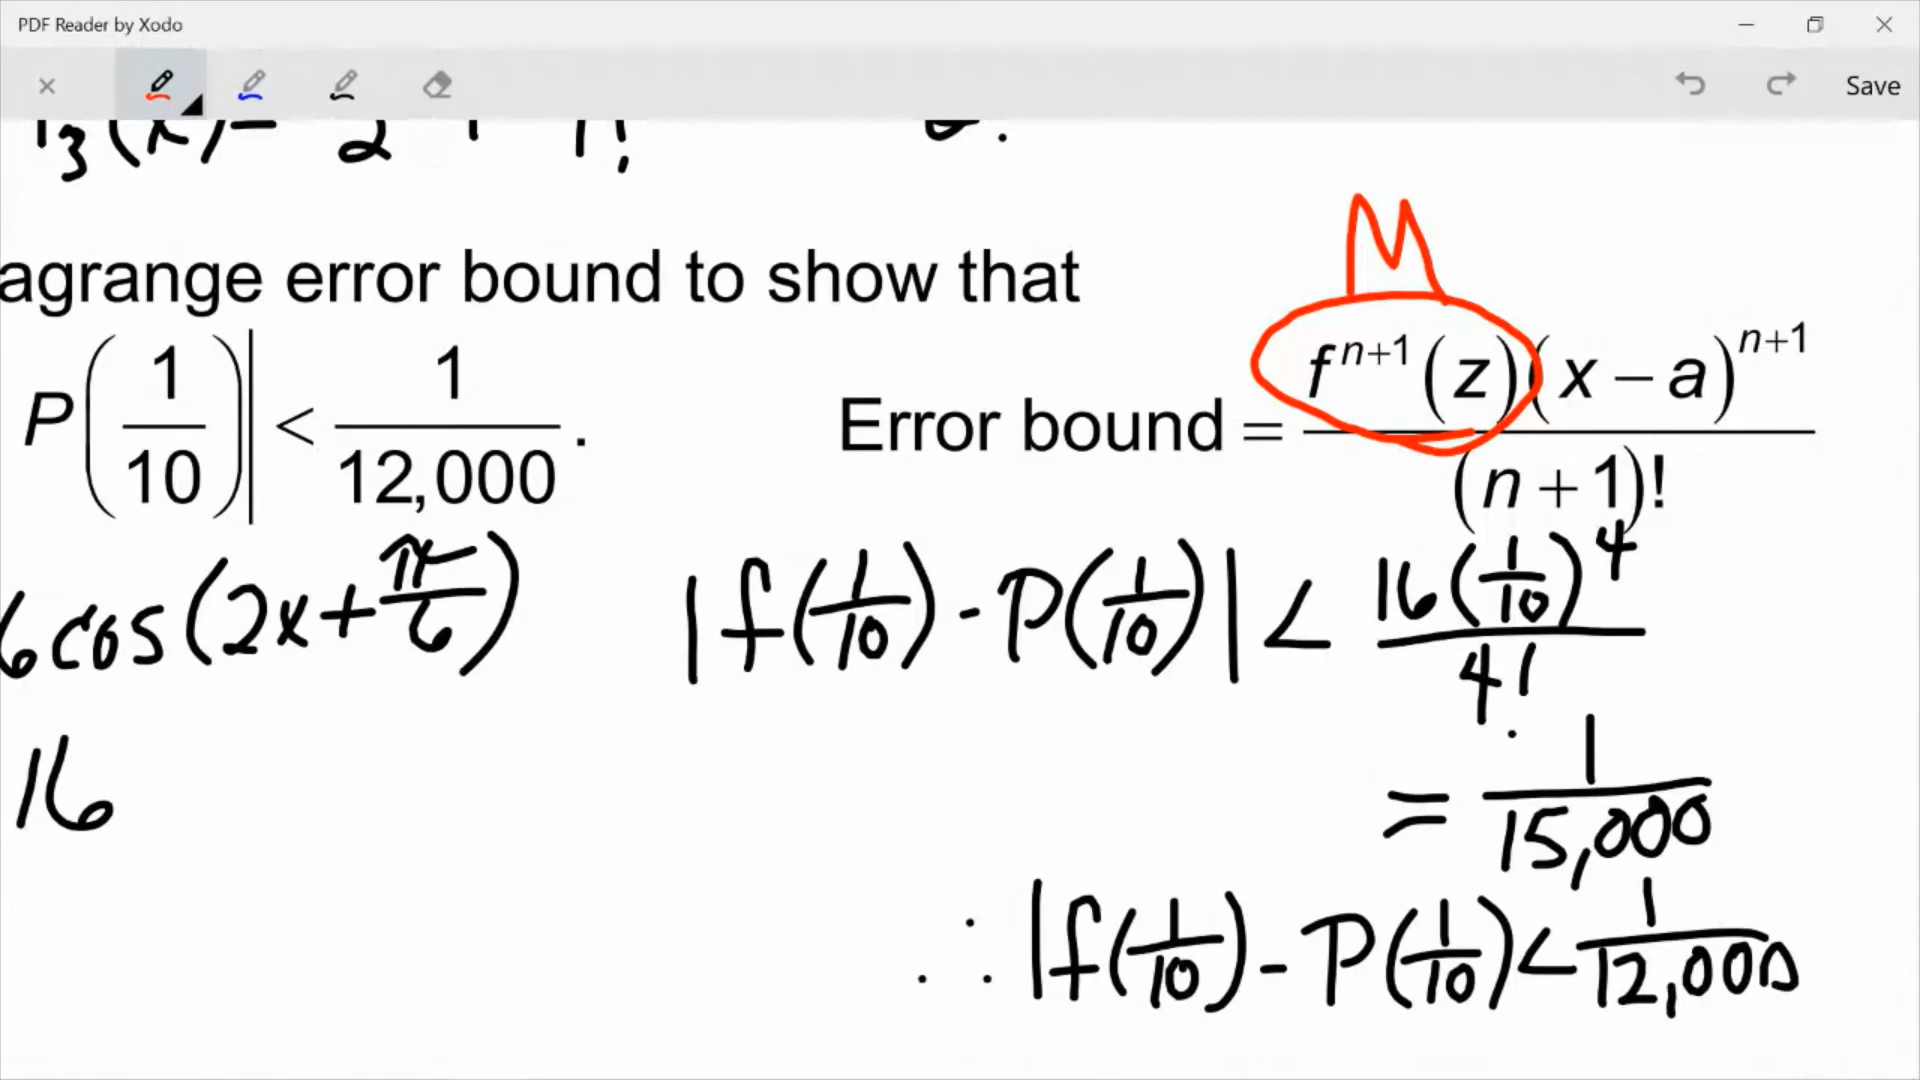 PDF Reader by Xodo
Save
agrange error bound to show that
M
P(1/10)| < 1/12,000.
Error bound = f^{n+1}(z)(x − a)^{n+1}/(n + 1)!
6cos(2x+π/6)
|f(1/10) - P(1/10)| < 16(1/10)^4/4!
16
= 1/15,000
∴ |f(1/10) - P(1/10) < 1/12,000